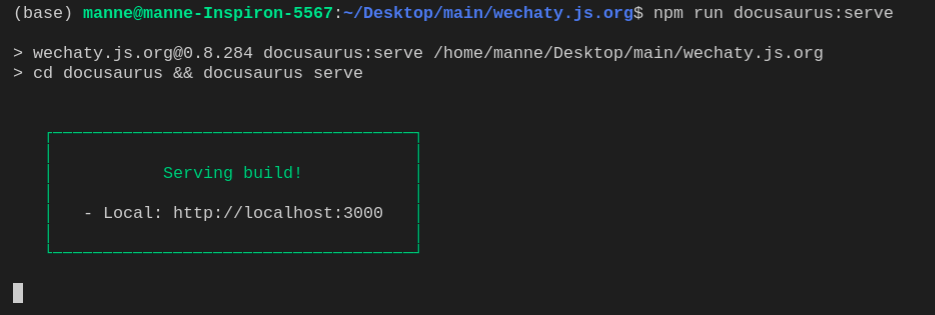 (base) manne@manne-Inspiron-5567:~/Desktop/main/wechaty.js.org$ npm run docusaurus:serve
> wechaty.js.org@0.8.284 docusaurus:serve /home/manne/Desktop/main/wechaty.js.org
> cd docusaurus && docusaurus serve
Serving build!
- Local: http://localhost:3000